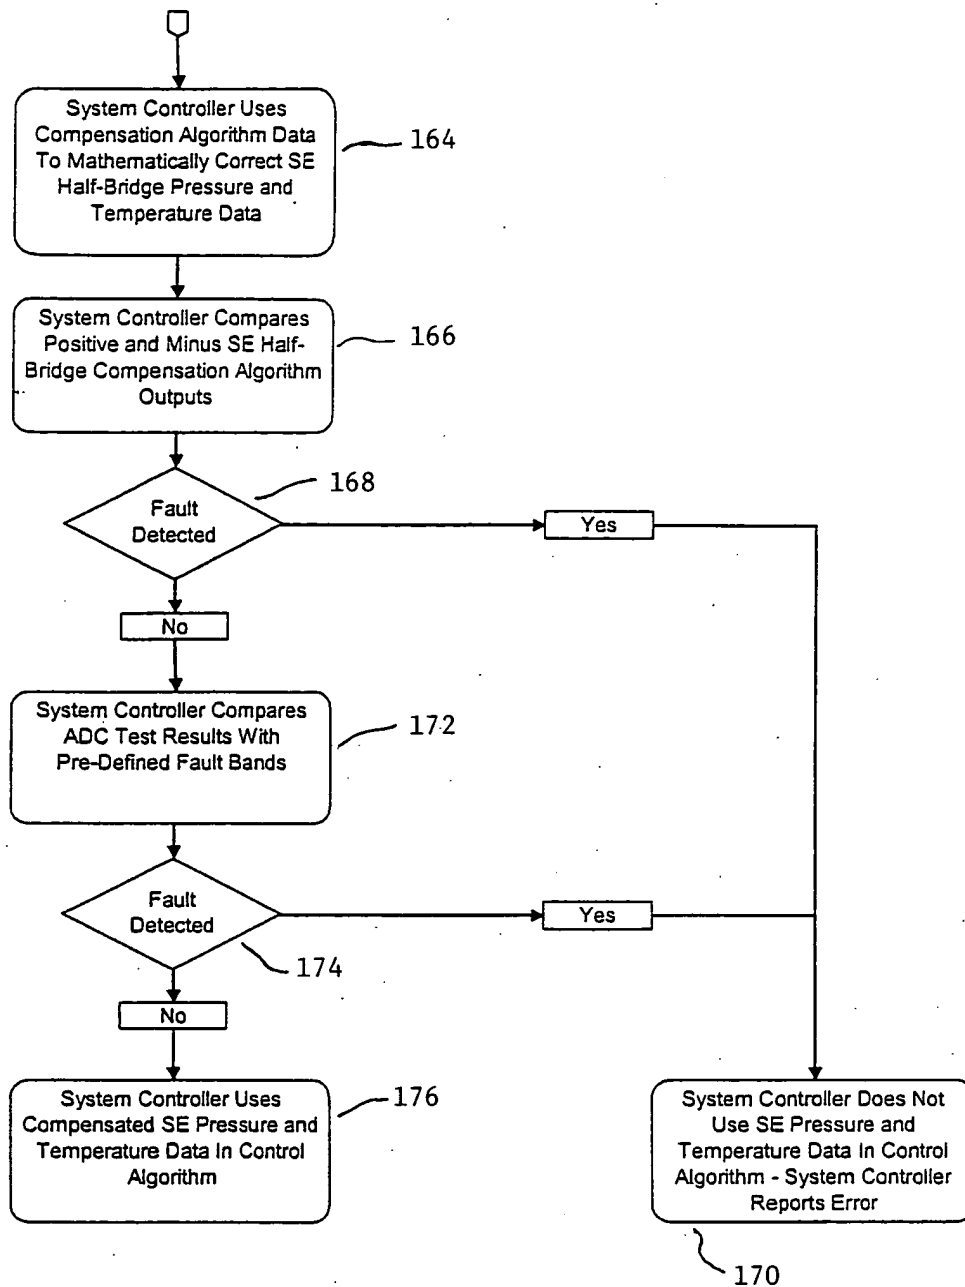 System Controller Uses
Compensation Algorithm Data
To Mathematically Correct SE
Half-Bridge Pressure and
Temperature Data
164
System Controller Compares
Positive and Minus SE Half-
Bridge Compensation Algorithm
Outputs
166
Fault
Detected
168
Yes
No
System Controller Compares
ADC Test Results With
Pre-Defined Fault Bands
172
Fault
Detected
174
Yes
No
System Controller Uses
Compensated SE Pressure and
Temperature Data In Control
Algorithm
176
System Controller Does Not
Use SE Pressure and
Temperature Data In Control
Algorithm - System Controller
Reports Error
170